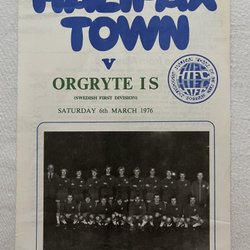 HALIFAX
TOWN
V
ORGRYTE I S
(SWEDISH FIRST DIVISION)
SATURDAY 6th MARCH 1976